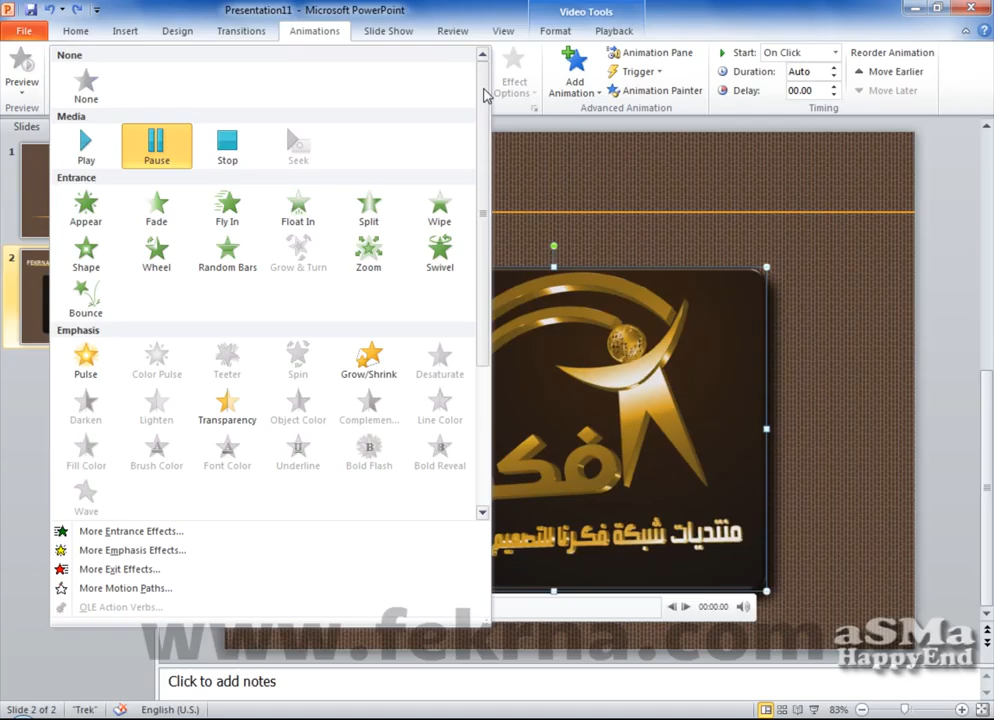 Presentation11 - Microsoft PowerPoint
Video Tools
File Home Insert Design Transitions Animations Slide Show Review View Format Playback
Preview
Preview
Effect Options
Add Animation
Animation Pane
Trigger
Animation Painter
Advanced Animation
Start: On Click
Duration: Auto
Delay: 00.00
Timing
Reorder Animation
Move Earlier
Move Later
Slides
1
2
FEKRNA
None
None
Media
Play Pause Stop Seek
Entrance
Appear Fade Fly In Float In Split Wipe
Shape Wheel Random Bars Grow & Turn Zoom Swivel
Bounce
Emphasis
Pulse Color Pulse Teeter Spin Grow/Shrink Desaturate
Darken Lighten Transparency Object Color Complemen... Line Color
Fill Color Brush Color Font Color Underline Bold Flash Bold Reveal
Wave
More Entrance Effects...
More Emphasis Effects...
More Exit Effects...
More Motion Paths...
OLE Action Verbs...
منتديات شبكة فكرنا للتصميم
00:00.00
www.fekrna.com
aSMa
HappyEnd
Click to add notes
Slide 2 of 2 "Trek" English (U.S.) 83%